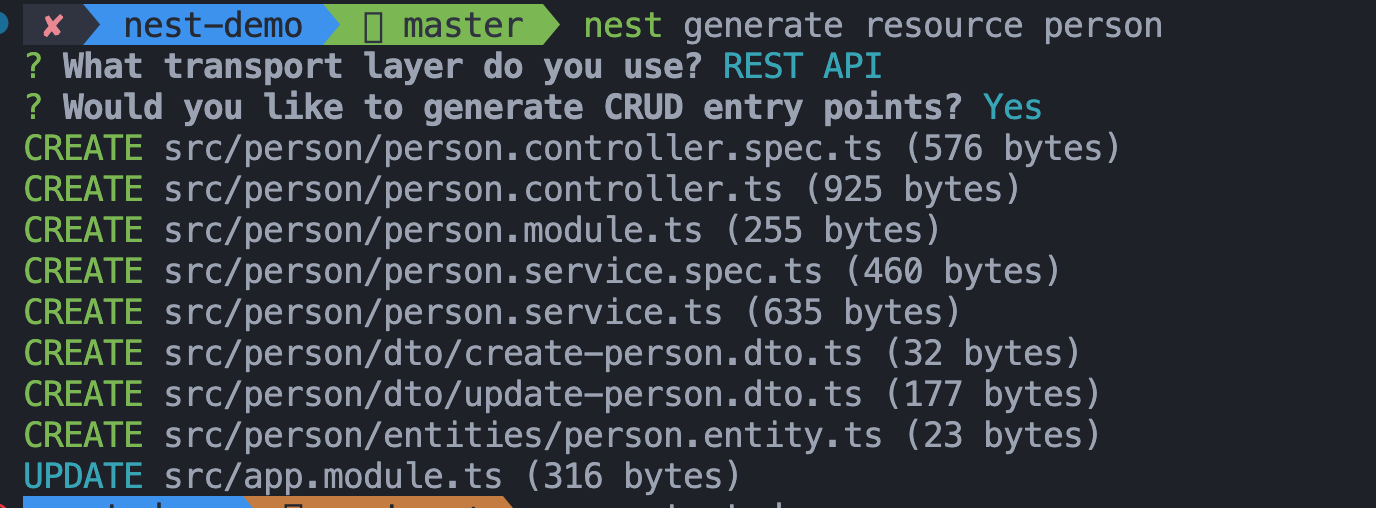 ✘ nest-demo master nest generate resource person
? What transport layer do you use? REST API
? Would you like to generate CRUD entry points? Yes
CREATE src/person/person.controller.spec.ts (576 bytes)
CREATE src/person/person.controller.ts (925 bytes)
CREATE src/person/person.module.ts (255 bytes)
CREATE src/person/person.service.spec.ts (460 bytes)
CREATE src/person/person.service.ts (635 bytes)
CREATE src/person/dto/create-person.dto.ts (32 bytes)
CREATE src/person/dto/update-person.dto.ts (177 bytes)
CREATE src/person/entities/person.entity.ts (23 bytes)
UPDATE src/app.module.ts (316 bytes)